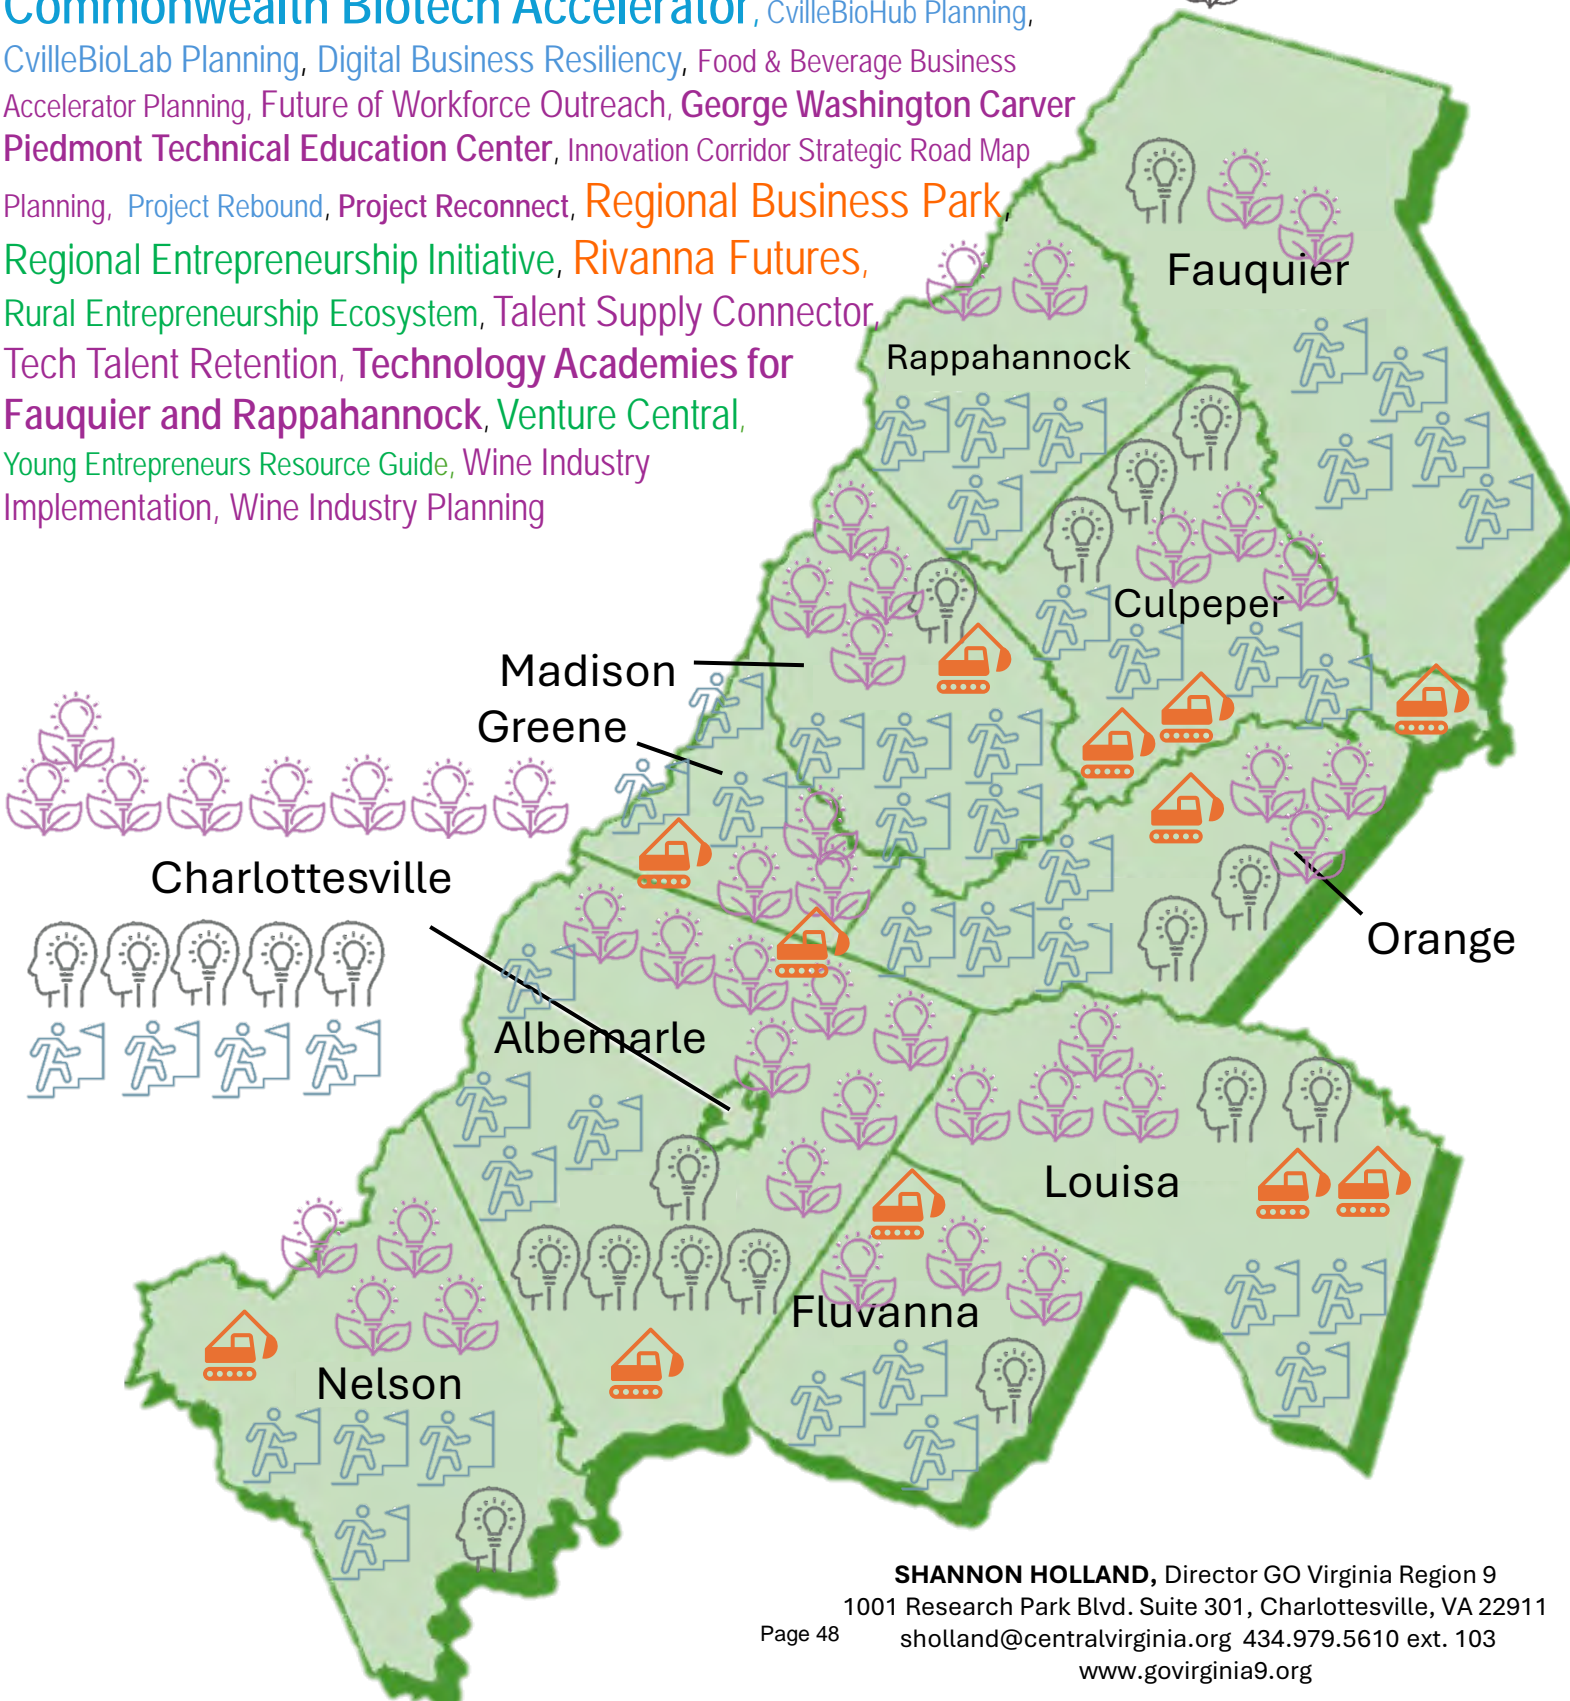 Commonwealth Biotech Accelerator, CvilleBioHub Planning,
CvilleBioLab Planning, Digital Business Resiliency, Food & Beverage Business
Accelerator Planning, Future of Workforce Outreach, George Washington Carver
Piedmont Technical Education Center, Innovation Corridor Strategic Road Map
Planning, Project Rebound, Project Reconnect, Regional Business Park,
Regional Entrepreneurship Initiative, Rivanna Futures,
Rural Entrepreneurship Ecosystem, Talent Supply Connector,
Tech Talent Retention, Technology Academies for
Fauquier and Rappahannock, Venture Central,
Young Entrepreneurs Resource Guide, Wine Industry
Implementation, Wine Industry Planning
Fauquier
Rappahannock
Culpeper
Madison
Greene
Charlottesville
Orange
Albemarle
Louisa
Fluvanna
Nelson
SHANNON HOLLAND, Director GO Virginia Region 9
1001 Research Park Blvd. Suite 301, Charlottesville, VA 22911
Page 48
sholland@centralvirginia.org 434.979.5610 ext. 103
www.govirginia9.org